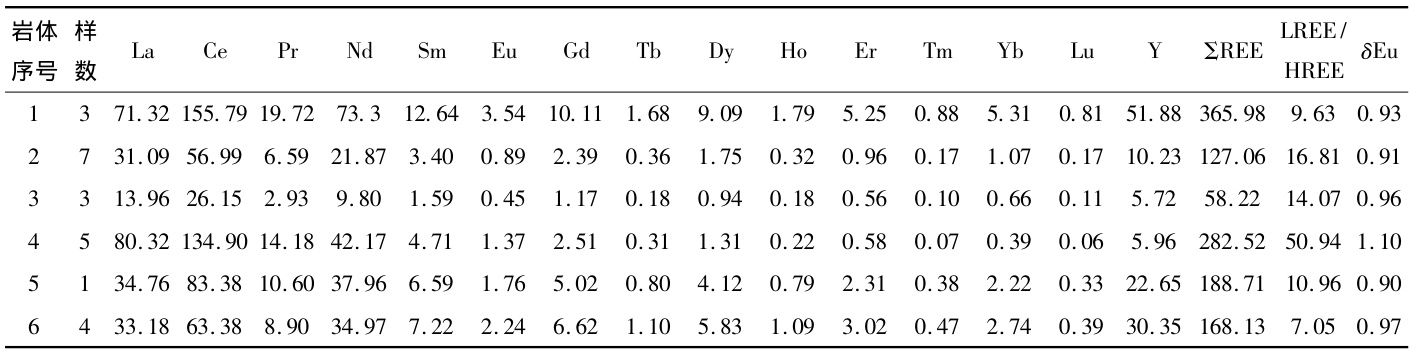 岩体序号 样数 La Ce Pr Nd Sm Eu Gd Tb Dy Ho Er Tm Yb Lu Y ΣREE LREE/HREE δEu
1 3 71.32 155.79 19.72 73.3 12.64 3.54 10.11 1.68 9.09 1.79 5.25 0.88 5.31 0.81 51.88 365.98 9.63 0.93
2 7 31.09 56.99 6.59 21.87 3.40 0.89 2.39 0.36 1.75 0.32 0.96 0.17 1.07 0.17 10.23 127.06 16.81 0.91
3 3 13.96 26.15 2.93 9.80 1.59 0.45 1.17 0.18 0.94 0.18 0.56 0.10 0.66 0.11 5.72 58.22 14.07 0.96
4 5 80.32 134.90 14.18 42.17 4.71 1.37 2.51 0.31 1.31 0.22 0.58 0.07 0.39 0.06 5.96 282.52 50.94 1.10
5 1 34.76 83.38 10.60 37.96 6.59 1.76 5.02 0.80 4.12 0.79 2.31 0.38 2.22 0.33 22.65 188.71 10.96 0.90
6 4 33.18 63.38 8.90 34.97 7.22 2.24 6.62 1.10 5.83 1.09 3.02 0.47 2.74 0.39 30.35 168.13 7.05 0.97